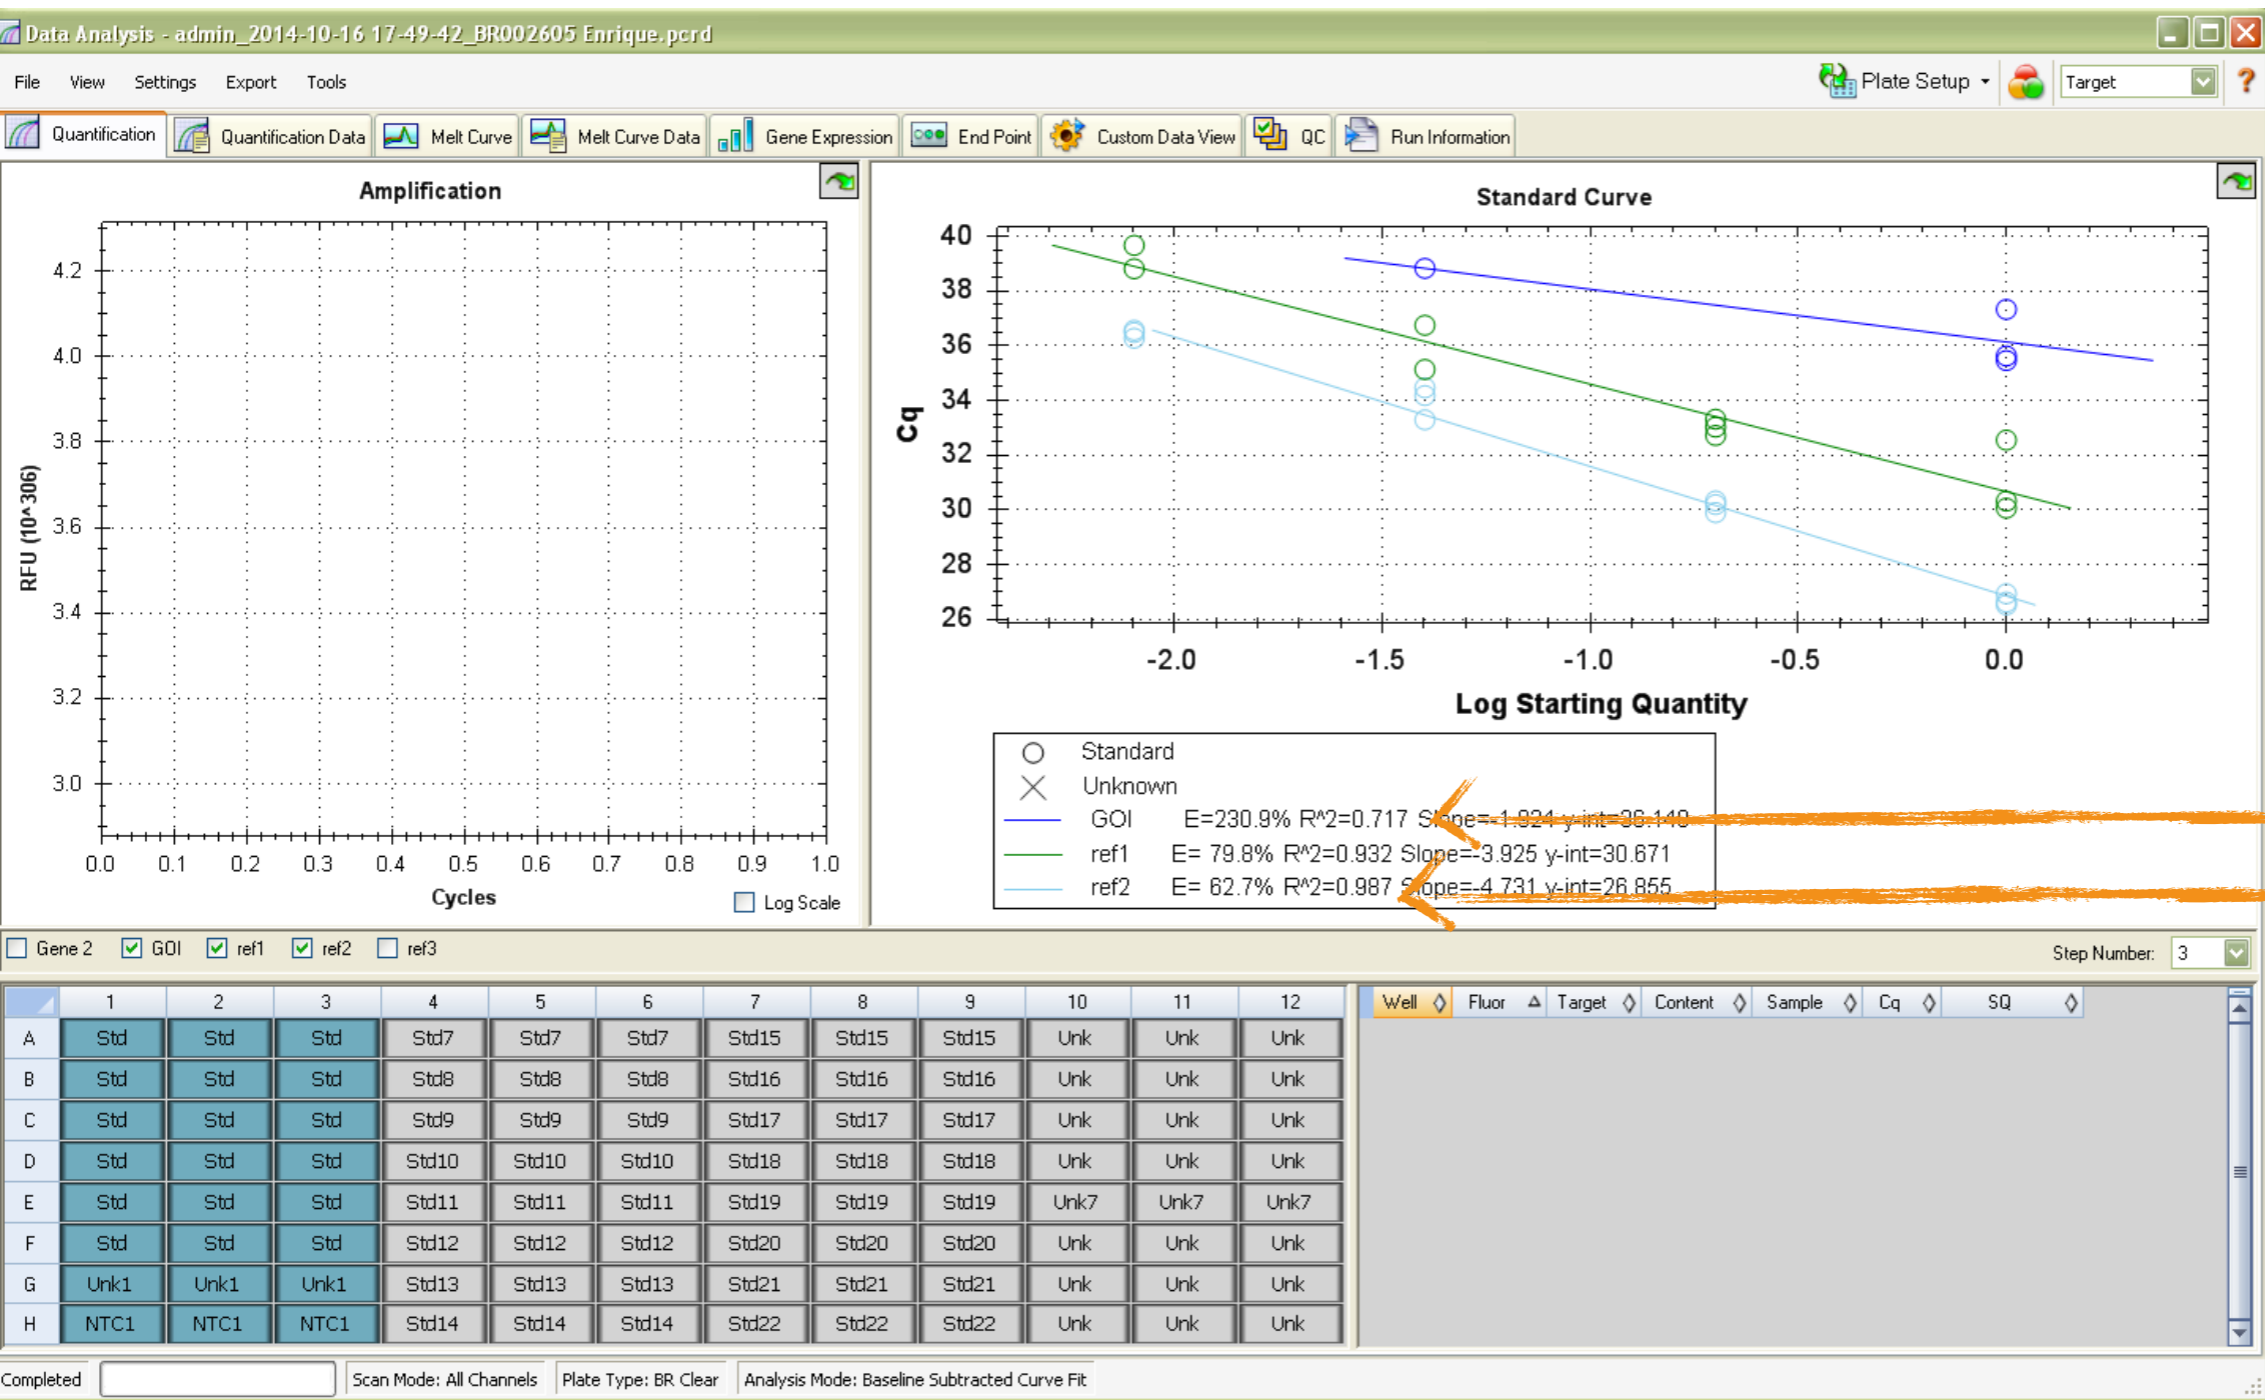 Data Analysis - admin_2014-10-16 17-49-42_BR002605 Enrique.pcrd
File View Settings Export Tools
Plate Setup Target ?
Quantification Quantification Data Melt Curve Melt Curve Data Gene Expression End Point Custom Data View QC Run Information
Amplification
4.2
4.0
3.8
3.6
3.4
3.2
3.0
RFU (10^306)
0.0 0.1 0.2 0.3 0.4 0.5 0.6 0.7 0.8 0.9 1.0
Cycles
Log Scale
Standard Curve
40
38
36
34
32
30
28
26
Cq
-2.0 -1.5 -1.0 -0.5 0.0
Log Starting Quantity
Standard
Unknown
GOI E=230.9% R^2=0.717 Slope=-1.924 y-int=36.140
ref1 E= 79.8% R^2=0.932 Slope=-3.925 y-int=30.671
ref2 E= 62.7% R^2=0.987 Slope=-4.731 y-int=26.855
Gene 2 GOI ref1 ref2 ref3
Step Number: 3
1 2 3 4 5 6 7 8 9 10 11 12
A Std Std Std Std7 Std7 Std7 Std15 Std15 Std15 Unk Unk Unk
B Std Std Std Std8 Std8 Std8 Std16 Std16 Std16 Unk Unk Unk
C Std Std Std Std9 Std9 Std9 Std17 Std17 Std17 Unk Unk Unk
D Std Std Std Std10 Std10 Std10 Std18 Std18 Std18 Unk Unk Unk
E Std Std Std Std11 Std11 Std11 Std19 Std19 Std19 Unk7 Unk7 Unk7
F Std Std Std Std12 Std12 Std12 Std20 Std20 Std20 Unk Unk Unk
G Unk1 Unk1 Unk1 Std13 Std13 Std13 Std21 Std21 Std21 Unk Unk Unk
H NTC1 NTC1 NTC1 Std14 Std14 Std14 Std22 Std22 Std22 Unk Unk Unk
Well Fluor Target Content Sample Cq SQ
Completed Scan Mode: All Channels Plate Type: BR Clear Analysis Mode: Baseline Subtracted Curve Fit